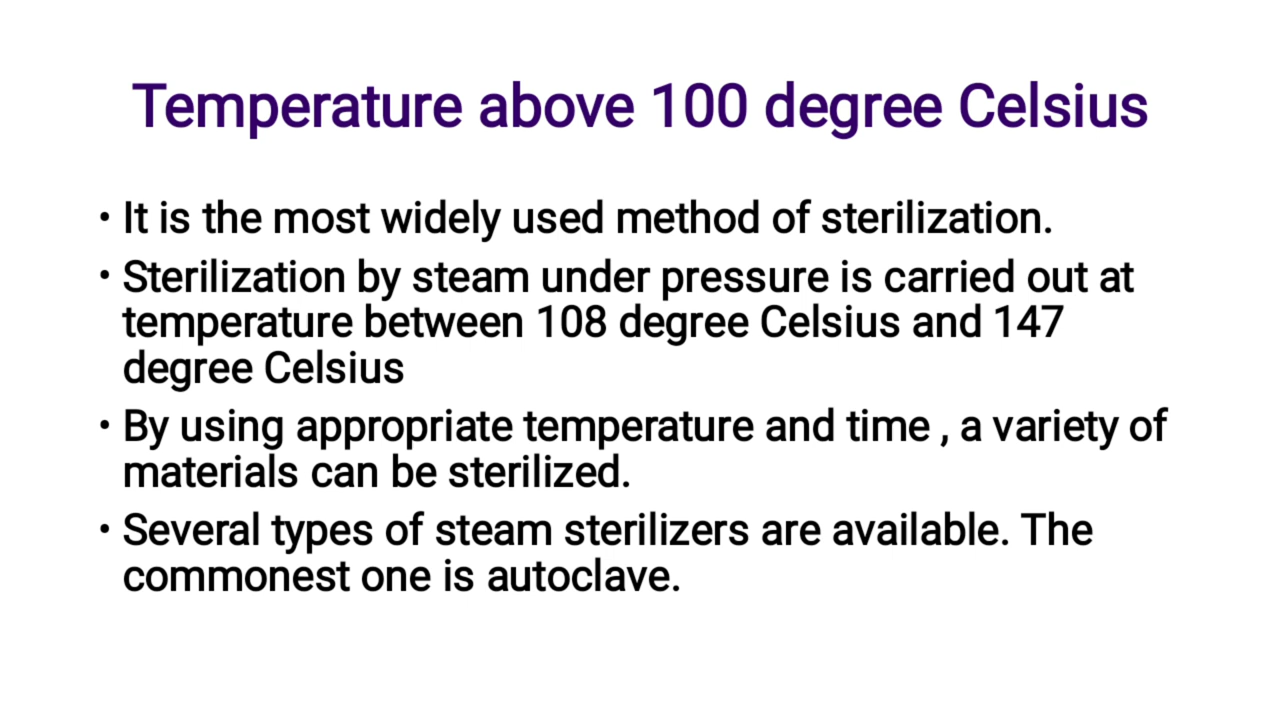 Temperature above 100 degree Celsius
• It is the most widely used method of sterilization.
• Sterilization by steam under pressure is carried out at
temperature between 108 degree Celsius and 147
degree Celsius
• By using appropriate temperature and time , a variety of
materials can be sterilized.
• Several types of steam sterilizers are available. The
commonest one is autoclave.